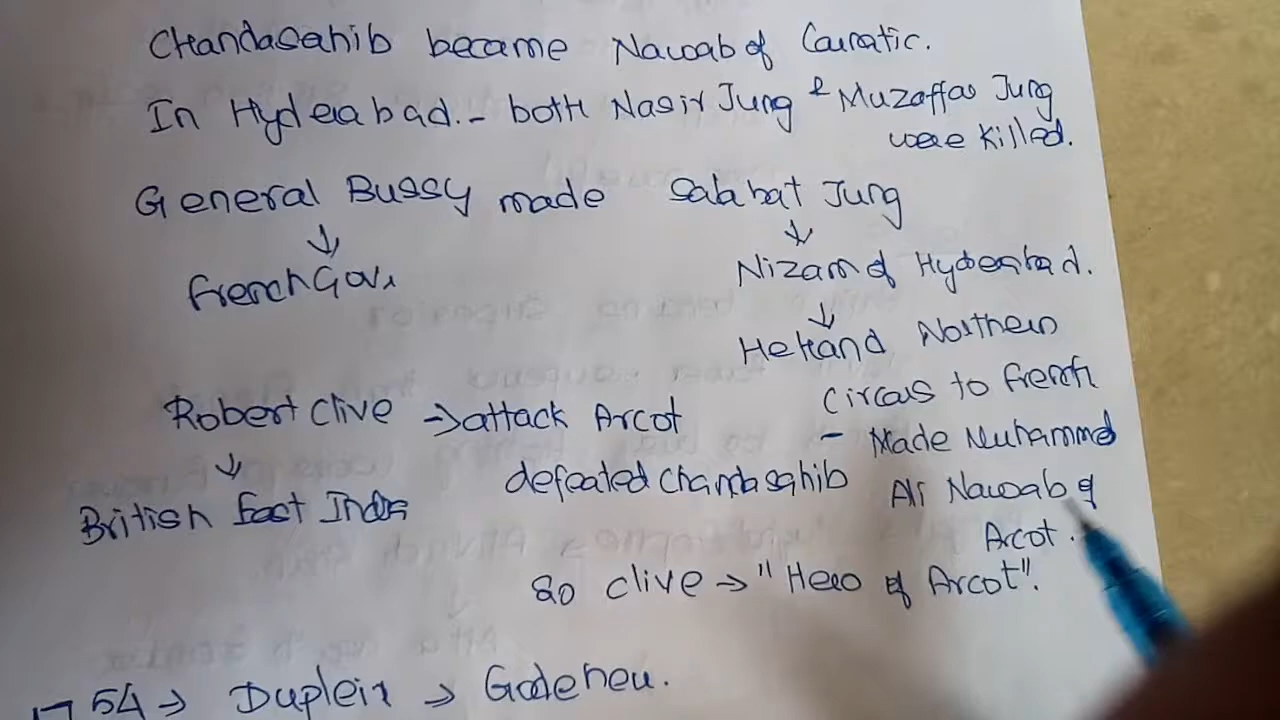 Chandasahib became Nawab of Carnatic.
In Hyderabad.- both Nasir Jung & Muzaffar Jung
were killed.
General Bussy made Salabat Jung
↓ ↓
French Gov. Nizam of Hyderabad.
↓
He hand Northern
Circars to French
Robert Clive → attack Arcot
- Made Muhammed
↓
defeated Chandasahib Ali Nawab of
British East India
Arcot.
So Clive → "Hero of Arcot".
1754 → Dupleix → Godeheu.